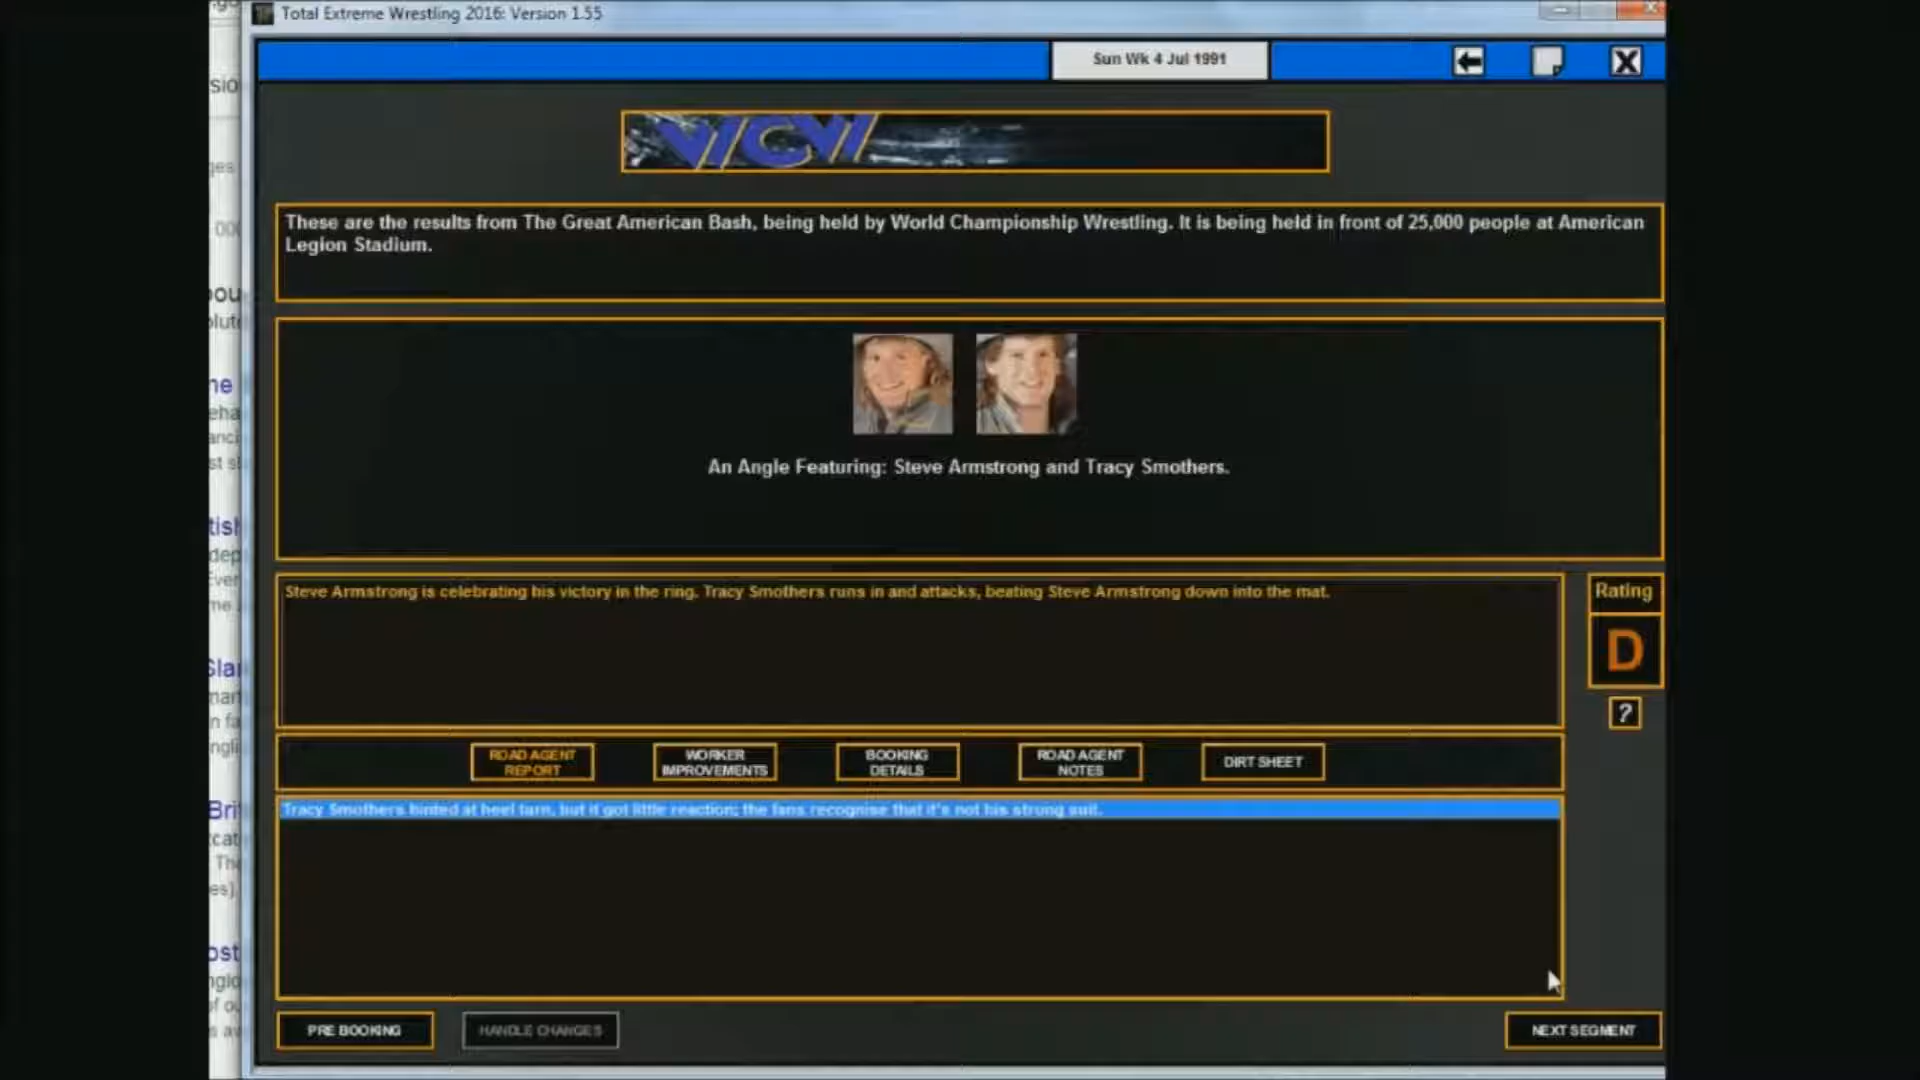 Total Extreme Wrestling 2016: Version 1.55
Sun Wk 4 Jul 1991
WCW
These are the results from The Great American Bash, being held by World Championship Wrestling. It is being held in front of 25,000 people at American
Legion Stadium.
An Angle Featuring: Steve Armstrong and Tracy Smothers.
Steve Armstrong is celebrating his victory in the ring. Tracy Smothers runs in and attacks, beating Steve Armstrong down into the mat.
Rating
D
?
ROAD AGENT
REPORT
WORKER
IMPROVEMENTS
BOOKING
DETAILS
ROAD AGENT
NOTES
DIRT SHEET
Tracy Smothers hinted at heel turn, but it got little reaction; the fans recognise that it's not his strong suit.
PRE BOOKING
HANDLE CHANGES
NEXT SEGMENT